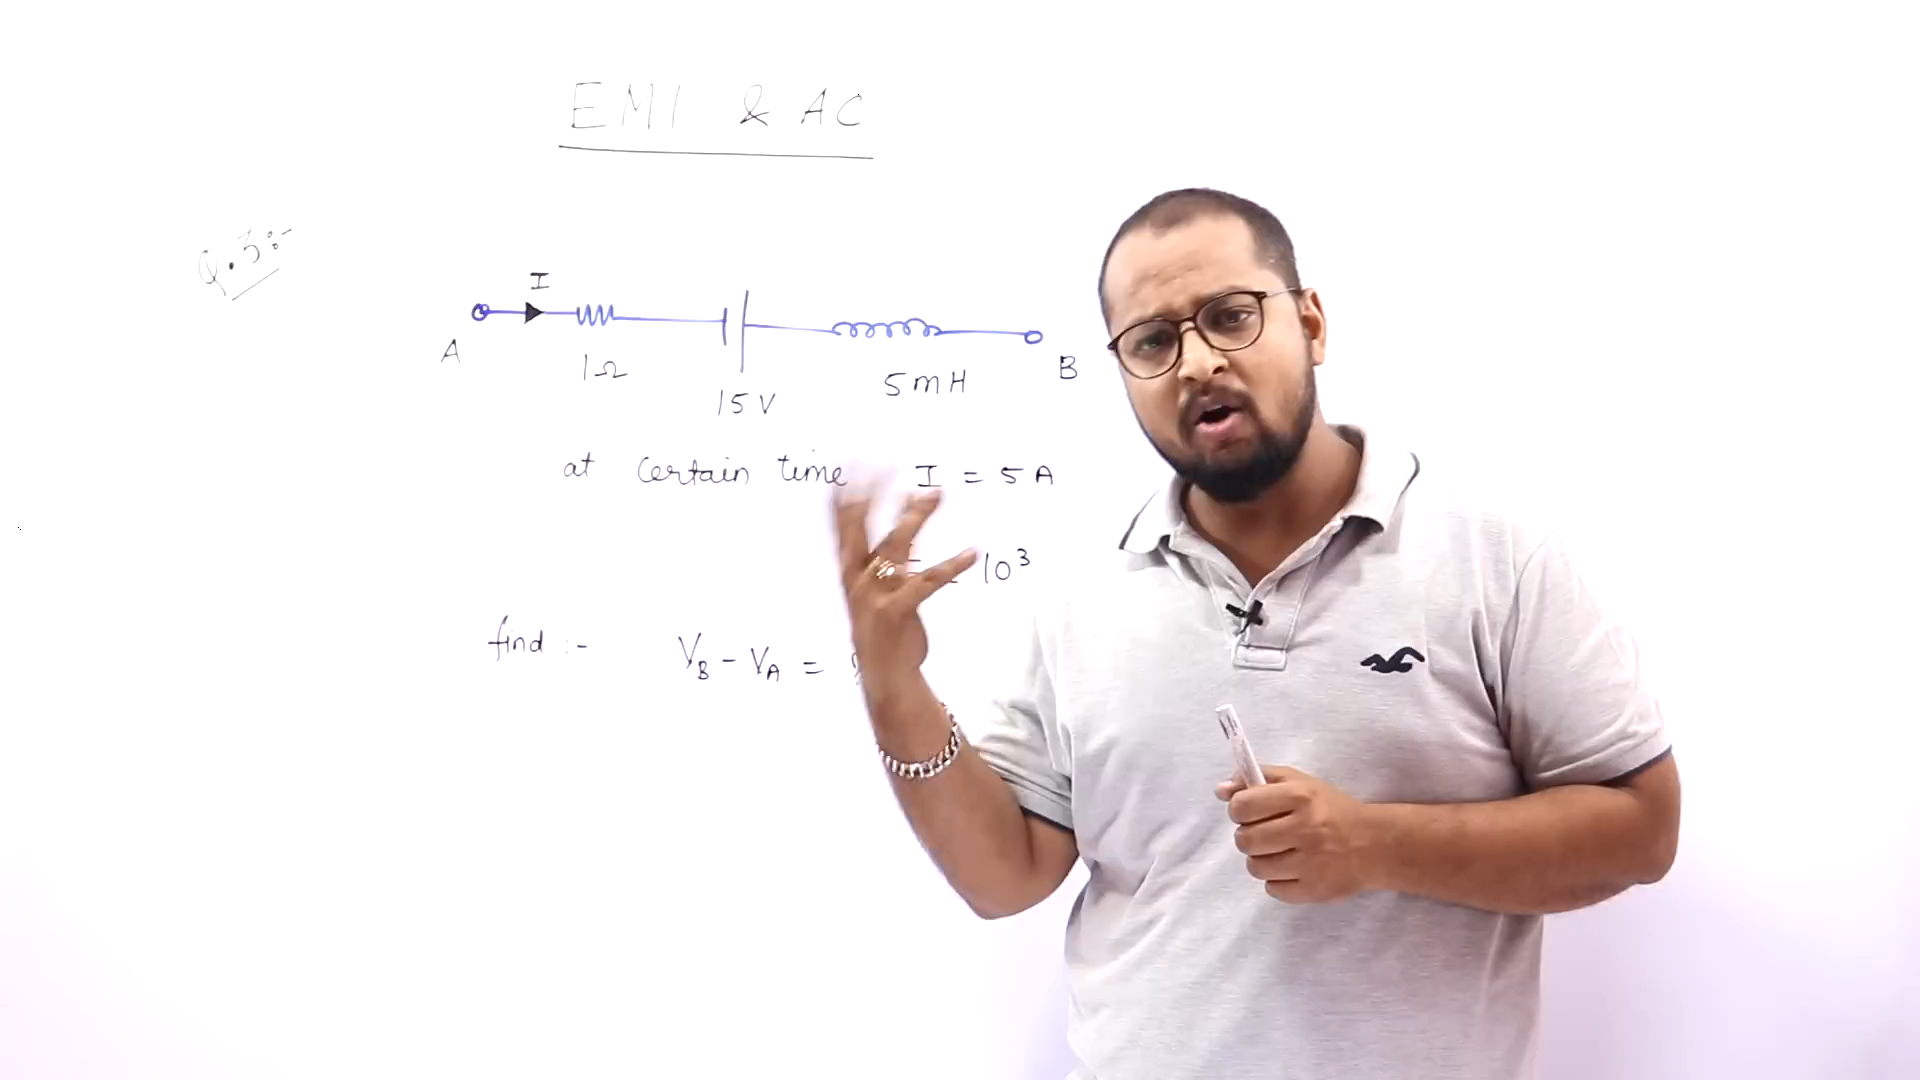 EMI & AC
Q.3:-
I
A
B
1Ω
15V
5mH
at certain time I = 5A
10³
find :- V_B - V_A =